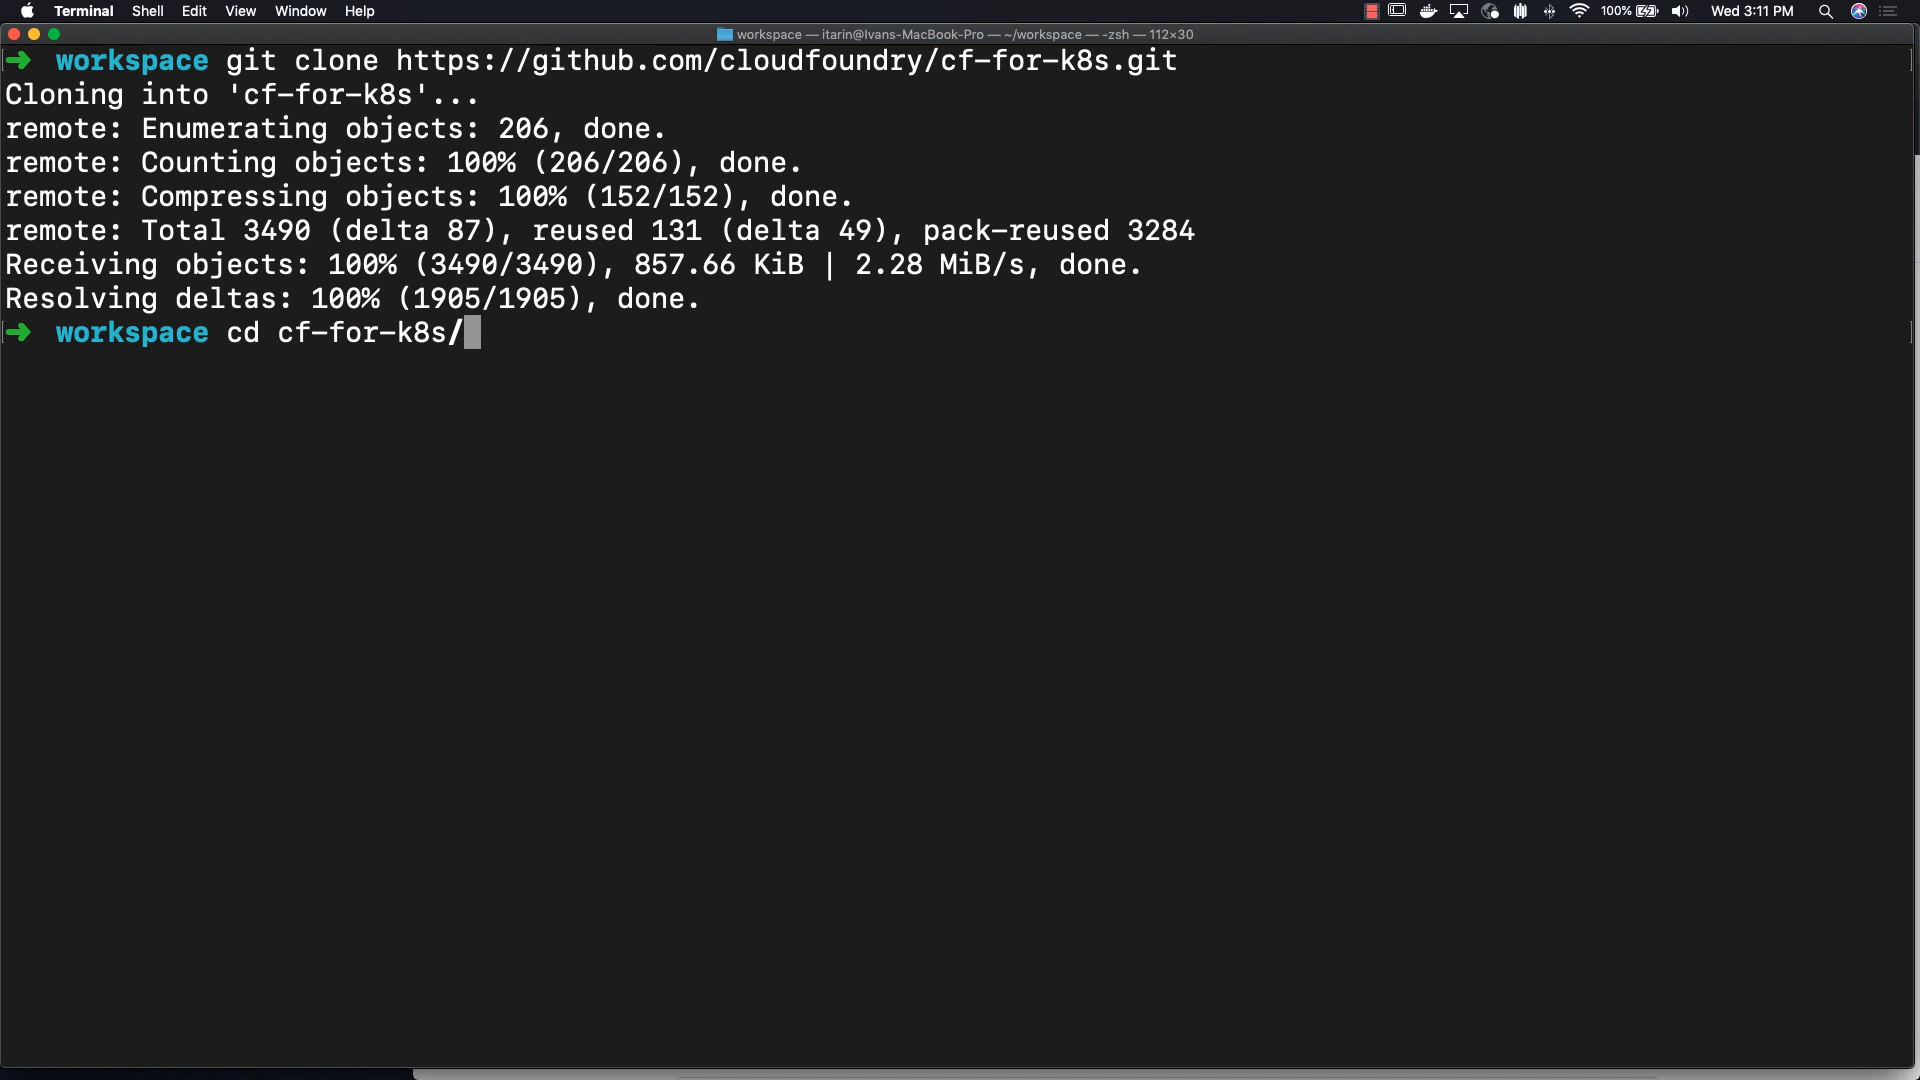 Terminal Shell Edit View Window Help 100% Wed 3:11 PM
workspace — itarin@Ivans-MacBook-Pro — ~/workspace — -zsh — 112×30
➜ workspace git clone https://github.com/cloudfoundry/cf-for-k8s.git
Cloning into 'cf-for-k8s'...
remote: Enumerating objects: 206, done.
remote: Counting objects: 100% (206/206), done.
remote: Compressing objects: 100% (152/152), done.
remote: Total 3490 (delta 87), reused 131 (delta 49), pack-reused 3284
Receiving objects: 100% (3490/3490), 857.66 KiB | 2.28 MiB/s, done.
Resolving deltas: 100% (1905/1905), done.
➜ workspace cd cf-for-k8s/